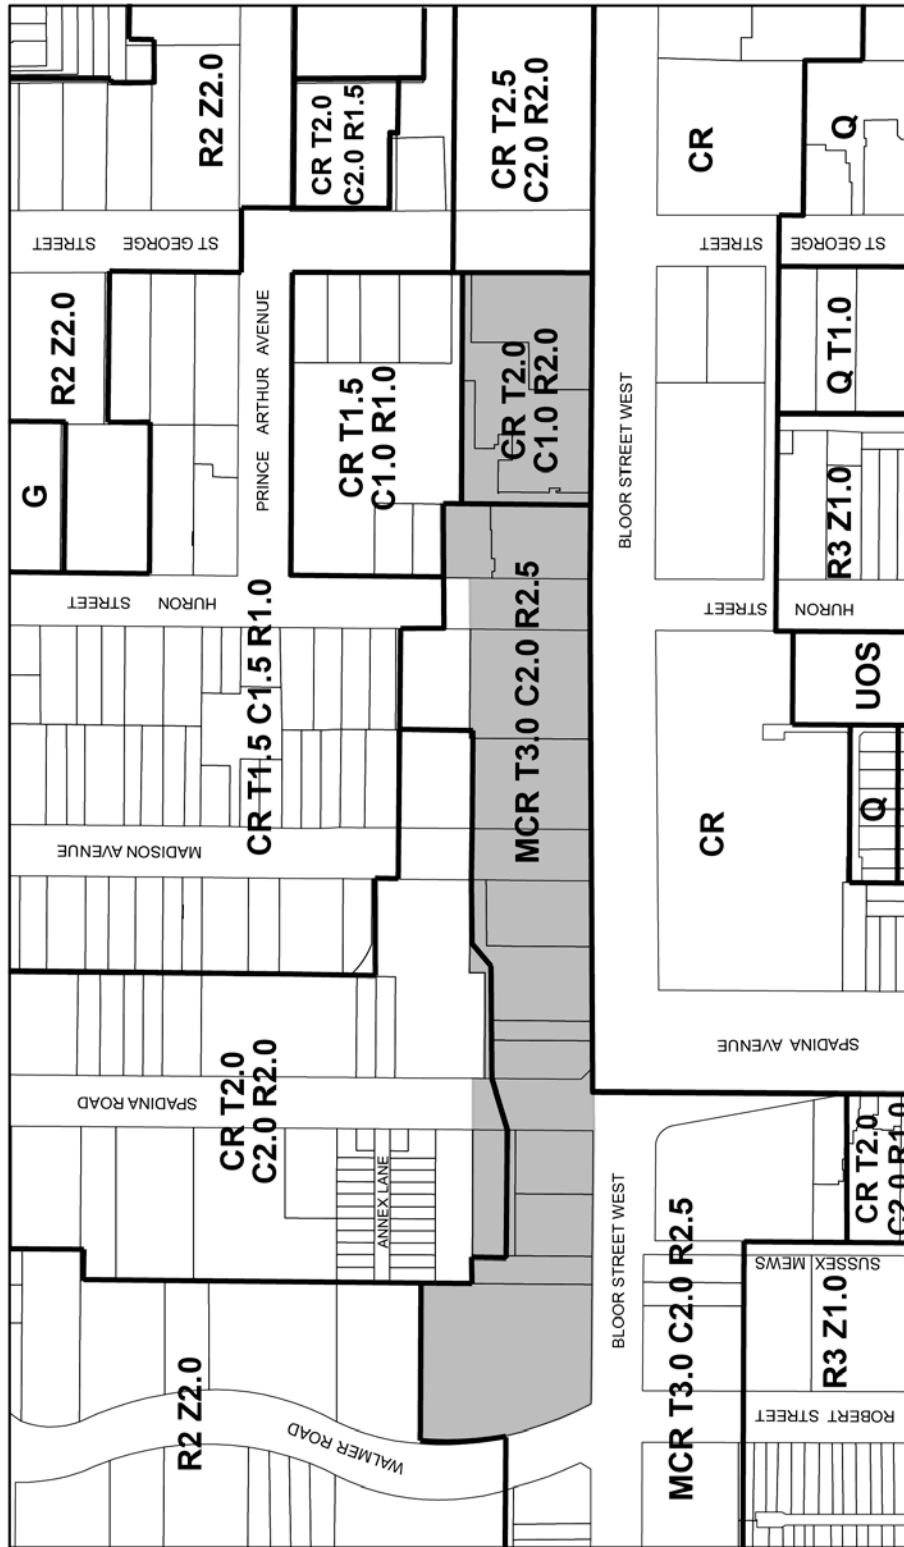 R2 Z2.0
CR T2.0
C2.0 R1.5
CR T2.5
C2.0 R2.0
CR
Q
STREET
ST GEORGE
STREET
ST GEORGE
R2 Z2.0
PRINCE ARTHUR AVENUE
CR T1.5
C1.0 R1.0
CR T2.0
C1.0 R2.0
BLOOR STREET WEST
Q T1.0
G
R3 Z1.0
STREET
HURON
STREET
HURON
CR T1.5 C1.5 R1.0
MCR T3.0 C2.0 R2.5
UOS
MADISON AVENUE
CR
Q
SPADINA AVENUE
SPADINA ROAD
CR T2.0
C2.0 R2.0
ANNEX LANE
BLOOR STREET WEST
CR T2.0
C2.0 R1.0
SUSSEX MEWS
MCR T3.0 C2.0 R2.5
R3 Z1.0
R2 Z2.0
WALMER ROAD
ROBERT STREET